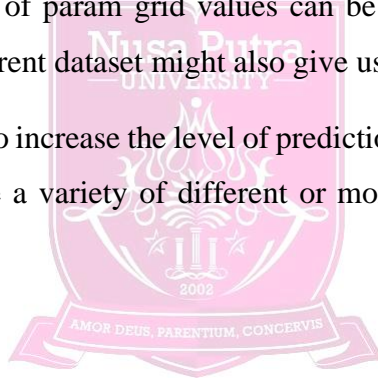 of param grid values can be
Nusa Putra
rent dataset might also give us
UNIVERSITY
o increase the level of prediction
a variety of different or mo
2002
AMOR DEUS, PARENTIUM, CONCERVIS